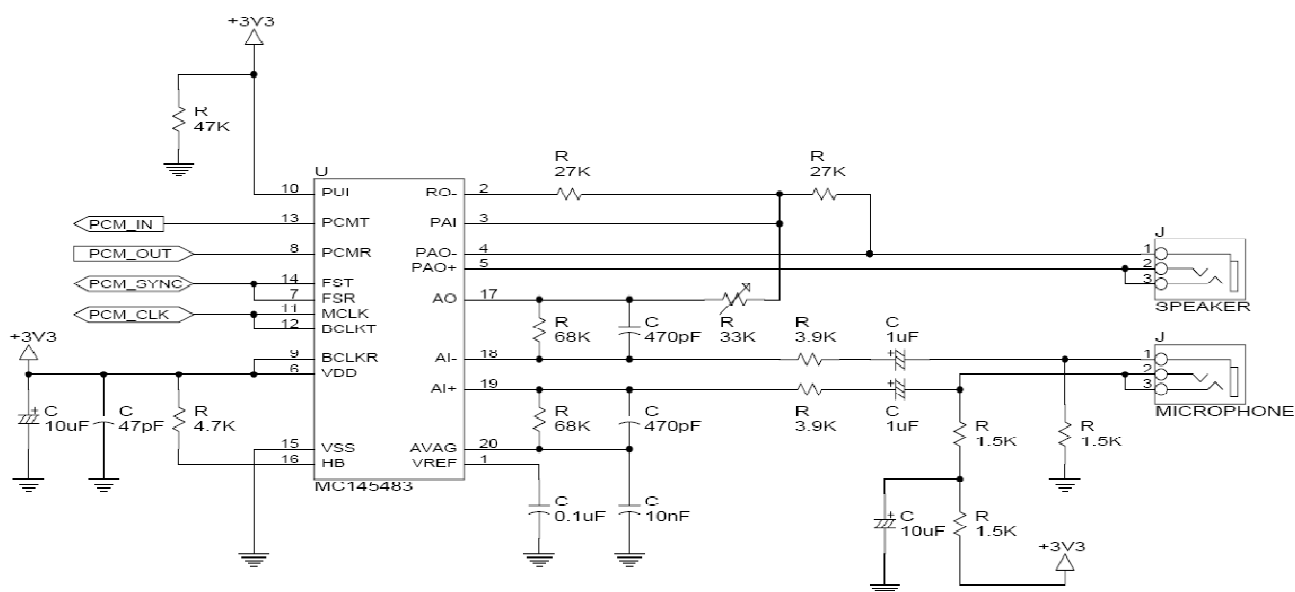 +3V3
R
47K
U
R
27K
R
27K
10 PUI RO- 2
PCM_IN 13 PCMT PAI 3
PCM_OUT 8 PCMR PAO- 4
PAO+ 5
PCM_SYNC 14 FST
7 FSR AO 17
PCM_CLK 11 MCLK
12 BCLKT
R
68K
C
470pF
R
33K
J
1
2
3
SPEAKER
+3V3
9 BCLKR AI- 18
6 VDD
R
3.9K
C
1uF
AI+ 19
J
1
2
3
MICROPHONE
C
10uF
C
47pF
R
4.7K
R
68K
C
470pF
R
3.9K
C
1uF
R
1.5K
R
1.5K
15 VSS AVAG 20
16 HB VREF 1
MC145483
C
0.1uF
C
10nF
C
10uF
R
1.5K
+3V3